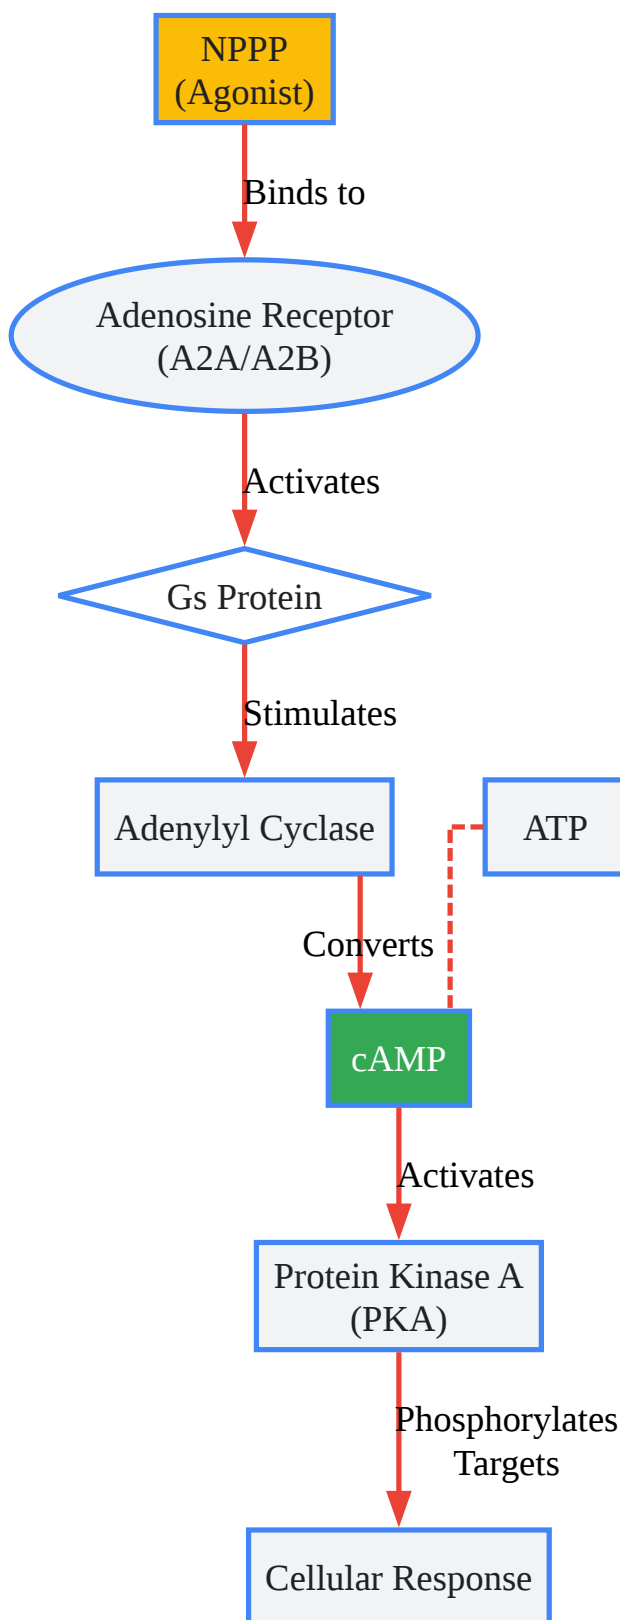 NPPP
(Agonist)
Binds to
Adenosine Receptor
(A2A/A2B)
Activates
Gs Protein
Stimulates
Adenylyl Cyclase
ATP
Converts
cAMP
Activates
Protein Kinase A
(PKA)
Phosphorylates
Targets
Cellular Response